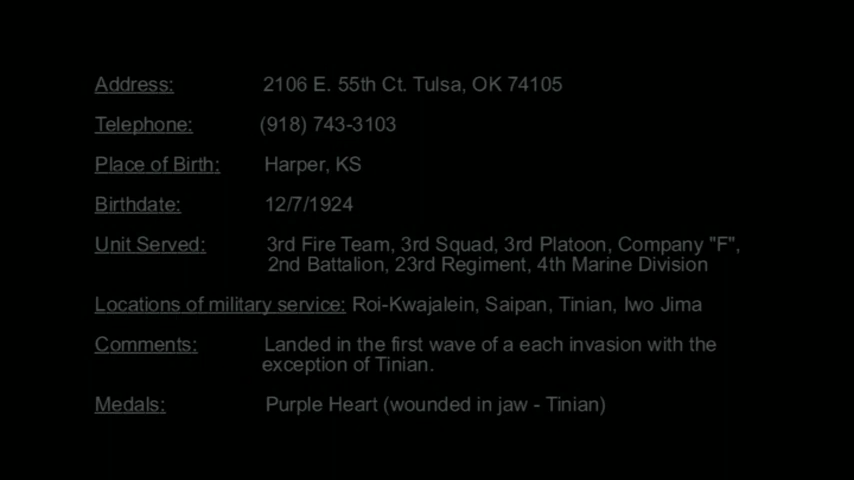 Address: 2106 E. 55th Ct. Tulsa, OK 74105
Telephone: (918) 743-3103
Place of Birth: Harper, KS
Birthdate: 12/7/1924
Unit Served: 3rd Fire Team, 3rd Squad, 3rd Platoon, Company "F",
2nd Battalion, 23rd Regiment, 4th Marine Division
Locations of military service: Roi-Kwajalein, Saipan, Tinian, Iwo Jima
Comments: Landed in the first wave of a each invasion with the
exception of Tinian.
Medals: Purple Heart (wounded in jaw - Tinian)